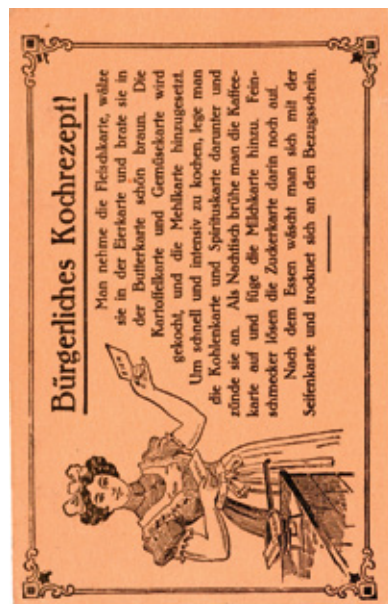 Bürgerliches Kochrezept!
Man nehme die Fleischkarte, wälze
sie in der Eierkarte und brate sie in
der Butterkarte schön braun. Die
Kartoffelkarte und Gemüsekarte wird
gekocht, und die Mehlkarte hinzugesetzt.
Um schnell und intensiv zu kochen, lege man
die Kohlenkarte und Spirituskarte darunter und
zünde sie an. Als Nachtisch brühe man die Kaffee-
karte auf und füge die Milchkarte hinzu. Fein-
schmecker lösen die Zuckerkarte darin noch auf.
Nach dem Essen wäscht man sich mit der
Seifenkarte und trocknet sich an den Bezugsschein.